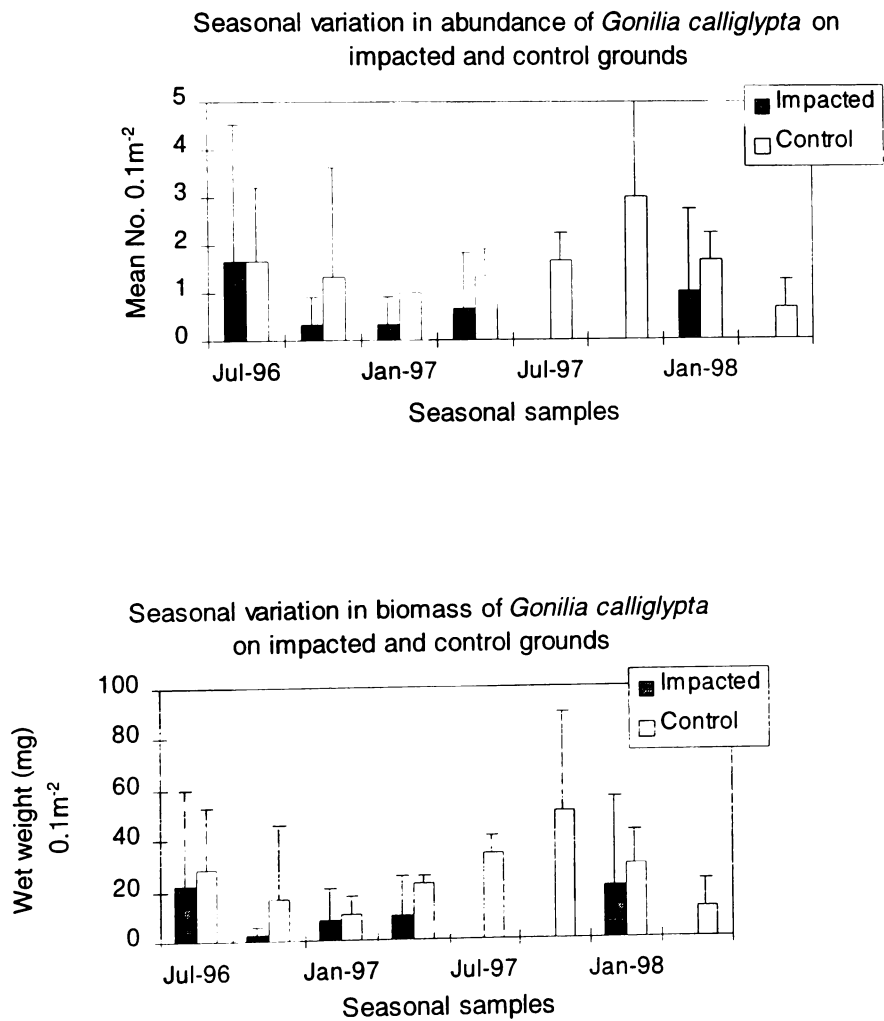 Seasonal variation in abundance of Gonilia calliglypta on
impacted and control grounds
Impacted
Control
5
4
3
2
1
0
Mean No. 0.1m-2
Jul-96
Jan-97
Jul-97
Jan-98
Seasonal samples
Seasonal variation in biomass of Gonilia calliglypta
on impacted and control grounds
Impacted
Control
100
80
60
40
20
0
Wet weight (mg)
0.1m-2
Jul-96
Jan-97
Jul-97
Jan-98
Seasonal samples